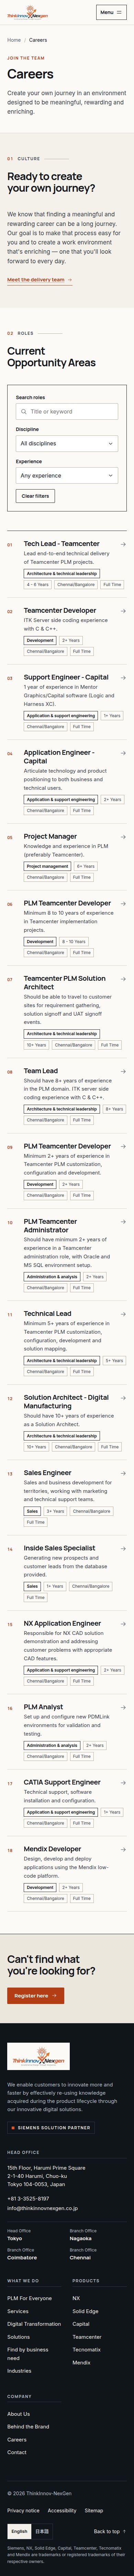 ThinkInnovNexgen
Menu
Home / Careers
JOIN THE TEAM
Careers
Create your own journey in an environment
designed to be meaningful, rewarding and
enriching.
01 CULTURE
Ready to create
your own journey?
We know that finding a meaningful and
rewarding career can be a long journey.
Our goal is to make that process easy for
you and create a work environment
that's enriching — one that you'll look
forward to every day.
Meet the delivery team →
02 ROLES
Current
Opportunity Areas
Search roles
Title or keyword
Discipline
All disciplines
Experience
Any experience
Clear filters
01 Tech Lead - Teamcenter →
Lead end-to-end technical delivery
of Teamcenter PLM projects.
Architecture & technical leadership
4 - 6 Years Chennai/Bangalore Full Time
02 Teamcenter Developer →
ITK Server side coding experience
with C & C++.
Development 2+ Years
Chennai/Bangalore Full Time
03 Support Engineer - Capital →
1 year of experience in Mentor
Graphics/Capital software (Logic and
Harness XC).
Application & support engineering 1+ Years
Chennai/Bangalore Full Time
04 Application Engineer - →
Capital
Articulate technology and product
positioning to both business and
technical users.
Application & support engineering 2+ Years
Chennai/Bangalore Full Time
05 Project Manager →
Knowledge and experience in PLM
(preferably Teamcenter).
Project management 8+ Years
Chennai/Bangalore Full Time
06 PLM Teamcenter Developer →
Minimum 8 to 10 years of experience
in Teamcenter implementation
projects.
Development 8 - 10 Years
Chennai/Bangalore Full Time
07 Teamcenter PLM Solution →
Architect
Should be able to travel to customer
sites for requirement gathering,
solution signoff and UAT signoff
events.
Architecture & technical leadership
10+ Years Chennai/Bangalore Full Time
08 Team Lead →
Should have 8+ years of experience
in the PLM domain. ITK server side
coding experience with C & C++.
Architecture & technical leadership 8+ Years
Chennai/Bangalore Full Time
09 PLM Teamcenter Developer →
Minimum 2+ years of experience in
Teamcenter PLM customization,
configuration and development.
Development 2+ Years
Chennai/Bangalore Full Time
10 PLM Teamcenter →
Administrator
Should have minimum 2+ years of
experience in a Teamcenter
administration role, with Oracle and
MS SQL environment setup.
Administration & analysis 2+ Years
Chennai/Bangalore Full Time
11 Technical Lead →
Minimum 5+ years of experience in
Teamcenter PLM customization,
configuration, development and
solution mapping.
Architecture & technical leadership 5+ Years
Chennai/Bangalore Full Time
12 Solution Architect - Digital →
Manufacturing
Should have 10+ years of experience
as a Solution Architect.
Architecture & technical leadership
10+ Years Chennai/Bangalore Full Time
13 Sales Engineer →
Sales and business development for
territories, working with marketing
and technical support teams.
Sales 3+ Years Chennai/Bangalore
Full Time
14 Inside Sales Specialist →
Generating new prospects and
customer leads from the database
provided.
Sales 1+ Years Chennai/Bangalore
Full Time
15 NX Application Engineer →
Responsible for NX CAD solution
demonstration and addressing
customer problems with appropriate
CAD features.
Application & support engineering 2+ Years
Chennai/Bangalore Full Time
16 PLM Analyst →
Set up and configure new PDMLink
environments for validation and
testing.
Administration & analysis 2+ Years
Chennai/Bangalore Full Time
17 CATIA Support Engineer →
Technical support, software
installation and configuration.
Application & support engineering 1+ Years
Chennai/Bangalore Full Time
18 Mendix Developer →
Design, develop and deploy
applications using the Mendix low-
code platform.
Development 2+ Years
Chennai/Bangalore Full Time
Can't find what
you're looking for?
Register here →
ThinkInnovNexgen
We enable customers to innovate more and
faster by helping them realise the knowledge
acquired during the product lifecycle through
our innovative digital solutions.
SIEMENS SOLUTION PARTNER
HEAD OFFICE
15th Floor, Harumi Prime Square
2-1-40 Harumi, Chuo-ku
Tokyo 104-0053, Japan
+81 3-3525-8197
info@thinkinnovnexgen.co.jp
Head Office Branch Office
Tokyo Nagaoka
Branch Office Branch Office
Coimbatore Chennai
WHAT WE DO PRODUCTS
PLM For Everyone NX
Services Solid Edge
Digital Transformation Capital
Solutions Teamcenter
Find by business Tecnomatix
need
Mendix
Industries
COMPANY
About Us
Behind the Brand
Careers
Contact
© 2026 ThinkInnov-NexGen
Privacy notice Accessibility Sitemap
English 日本語 Back to top ↑
Siemens, NX, Solid Edge, Capital, Teamcenter, Tecnomatix
and Mendix are trademarks or registered trademarks of their
respective owners.